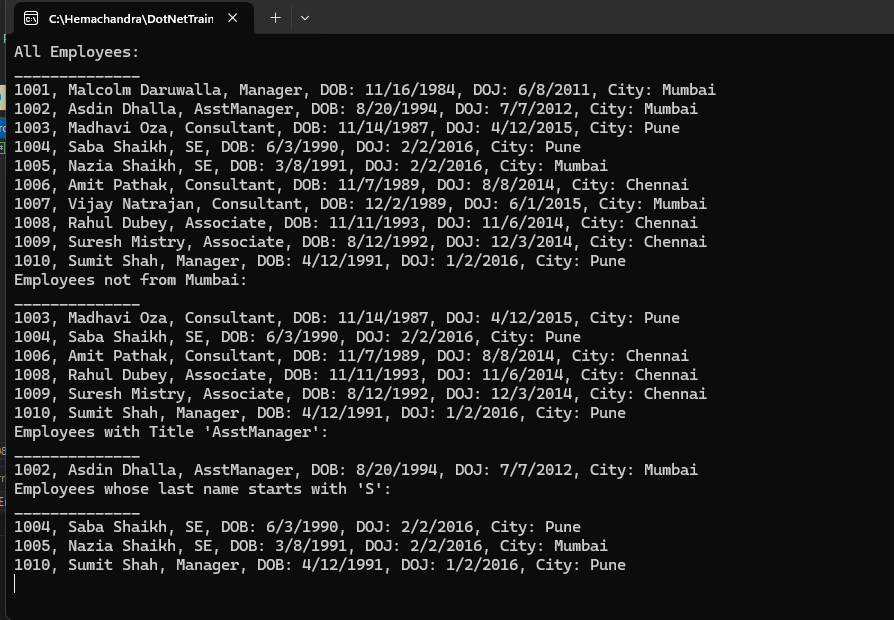 C:\Hemachandra\DotNetTrain
All Employees:
______________
1001, Malcolm Daruwalla, Manager, DOB: 11/16/1984, DOJ: 6/8/2011, City: Mumbai
1002, Asdin Dhalla, AsstManager, DOB: 8/20/1994, DOJ: 7/7/2012, City: Mumbai
1003, Madhavi Oza, Consultant, DOB: 11/14/1987, DOJ: 4/12/2015, City: Pune
1004, Saba Shaikh, SE, DOB: 6/3/1990, DOJ: 2/2/2016, City: Pune
1005, Nazia Shaikh, SE, DOB: 3/8/1991, DOJ: 2/2/2016, City: Mumbai
1006, Amit Pathak, Consultant, DOB: 11/7/1989, DOJ: 8/8/2014, City: Chennai
1007, Vijay Natrajan, Consultant, DOB: 12/2/1989, DOJ: 6/1/2015, City: Mumbai
1008, Rahul Dubey, Associate, DOB: 11/11/1993, DOJ: 11/6/2014, City: Chennai
1009, Suresh Mistry, Associate, DOB: 8/12/1992, DOJ: 12/3/2014, City: Chennai
1010, Sumit Shah, Manager, DOB: 4/12/1991, DOJ: 1/2/2016, City: Pune
Employees not from Mumbai:
______________
1003, Madhavi Oza, Consultant, DOB: 11/14/1987, DOJ: 4/12/2015, City: Pune
1004, Saba Shaikh, SE, DOB: 6/3/1990, DOJ: 2/2/2016, City: Pune
1006, Amit Pathak, Consultant, DOB: 11/7/1989, DOJ: 8/8/2014, City: Chennai
1008, Rahul Dubey, Associate, DOB: 11/11/1993, DOJ: 11/6/2014, City: Chennai
1009, Suresh Mistry, Associate, DOB: 8/12/1992, DOJ: 12/3/2014, City: Chennai
1010, Sumit Shah, Manager, DOB: 4/12/1991, DOJ: 1/2/2016, City: Pune
Employees with Title 'AsstManager':
______________
1002, Asdin Dhalla, AsstManager, DOB: 8/20/1994, DOJ: 7/7/2012, City: Mumbai
Employees whose last name starts with 'S':
______________
1004, Saba Shaikh, SE, DOB: 6/3/1990, DOJ: 2/2/2016, City: Pune
1005, Nazia Shaikh, SE, DOB: 3/8/1991, DOJ: 2/2/2016, City: Mumbai
1010, Sumit Shah, Manager, DOB: 4/12/1991, DOJ: 1/2/2016, City: Pune